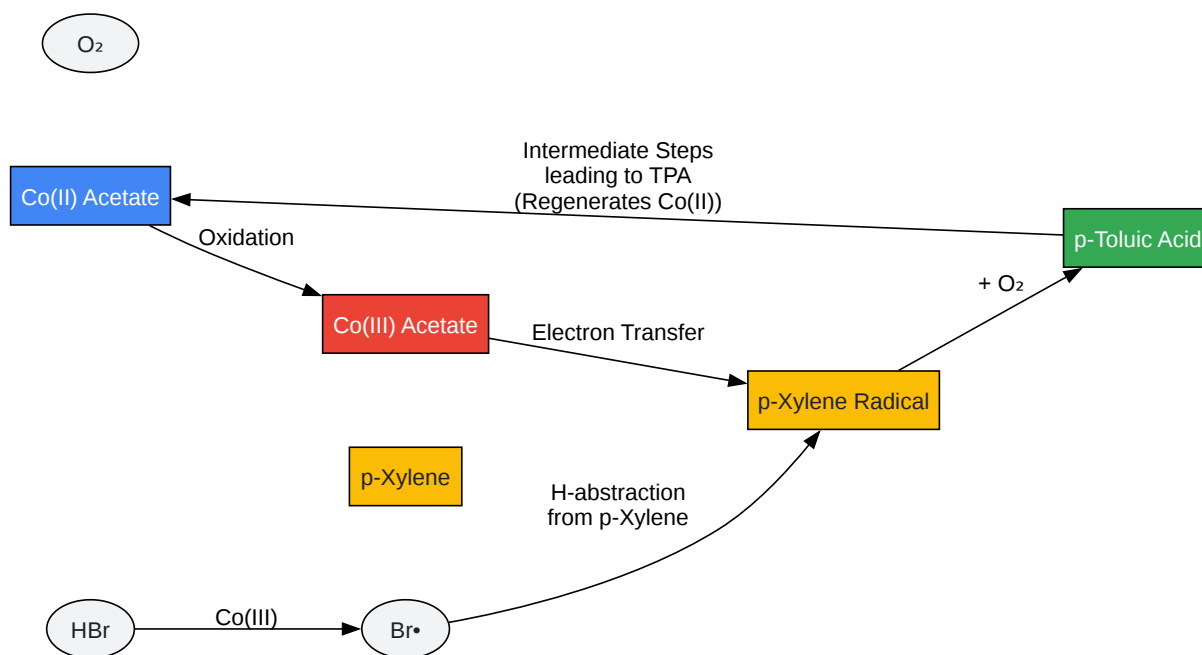 O₂
Intermediate Steps
leading to TPA
(Regenerates Co(II))
Co(II) Acetate
p-Toluic Acid
Oxidation
+ O₂
Co(III) Acetate
Electron Transfer
p-Xylene Radical
p-Xylene
H-abstraction
from p-Xylene
HBr
Co(III)
Br•